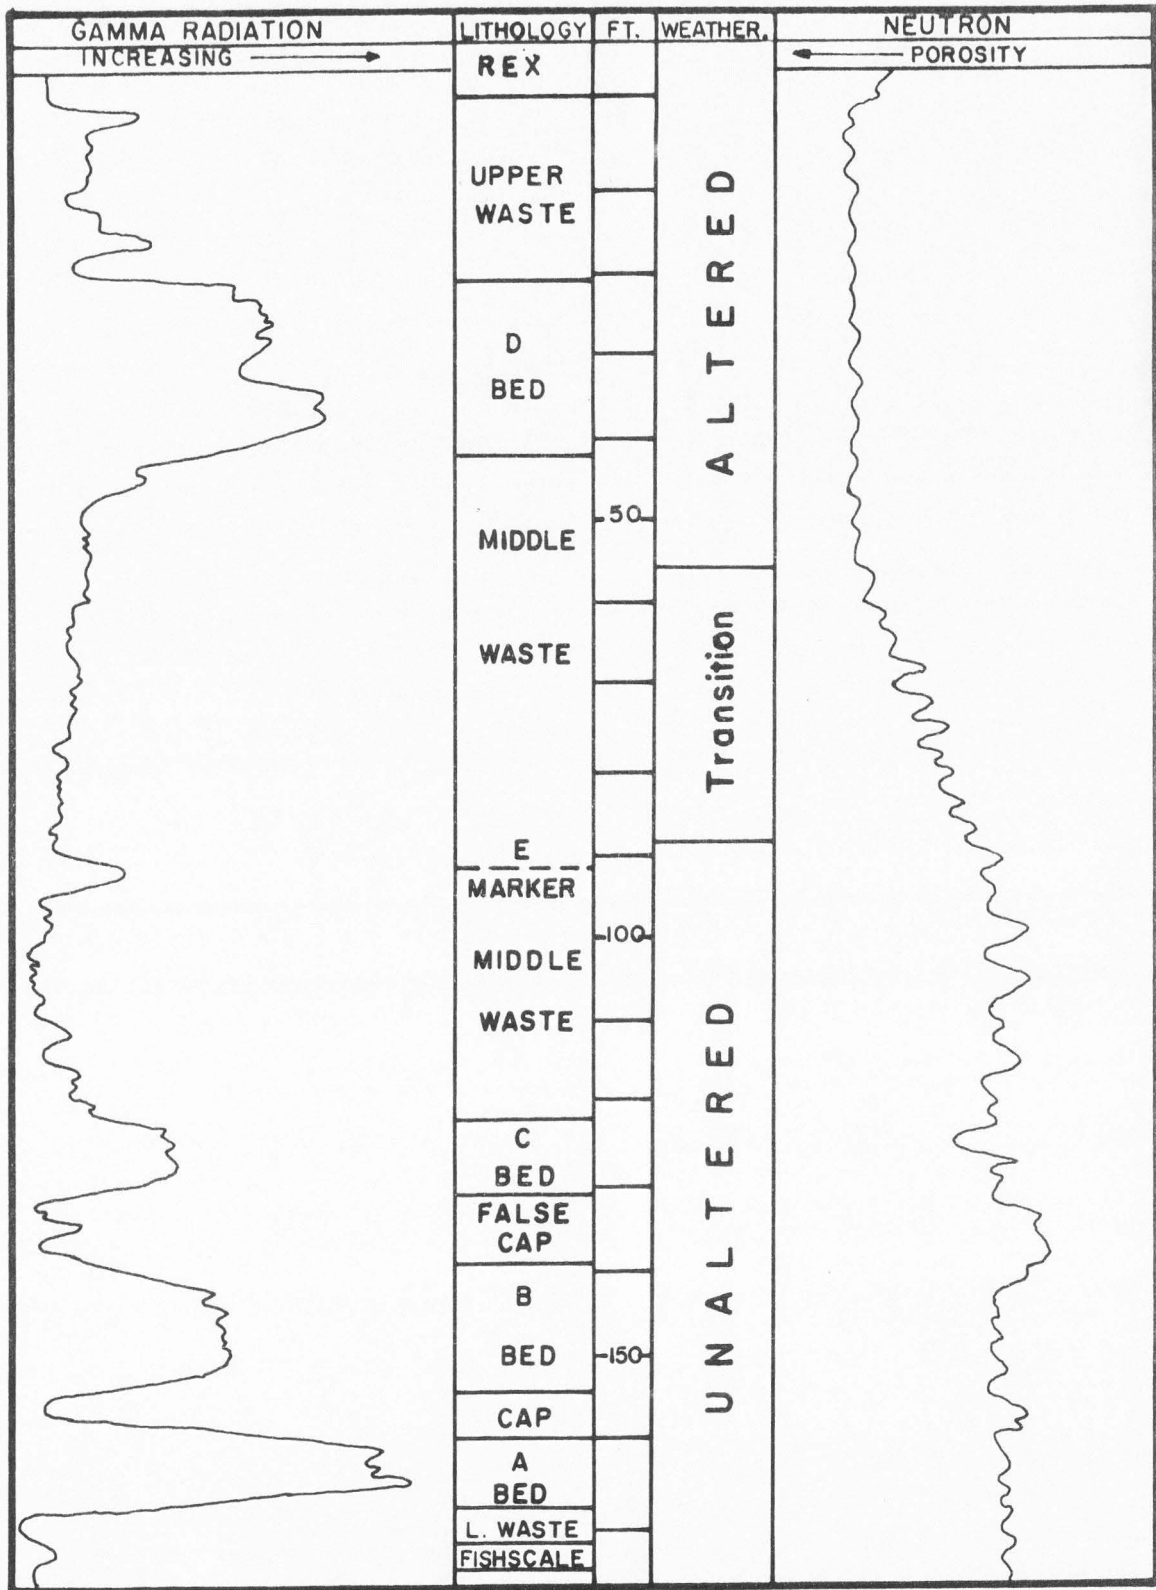 GAMMA RADIATION
INCREASING
LITHOLOGY
FT.
WEATHER.
NEUTRON
POROSITY
REX
UPPER
WASTE
D
BED
MIDDLE
WASTE
E
MARKER
MIDDLE
WASTE
C
BED
FALSE
CAP
B
BED
CAP
A
BED
L. WASTE
FISHSCALE
50
100
150
ALTERED
Transition
UNALTERED